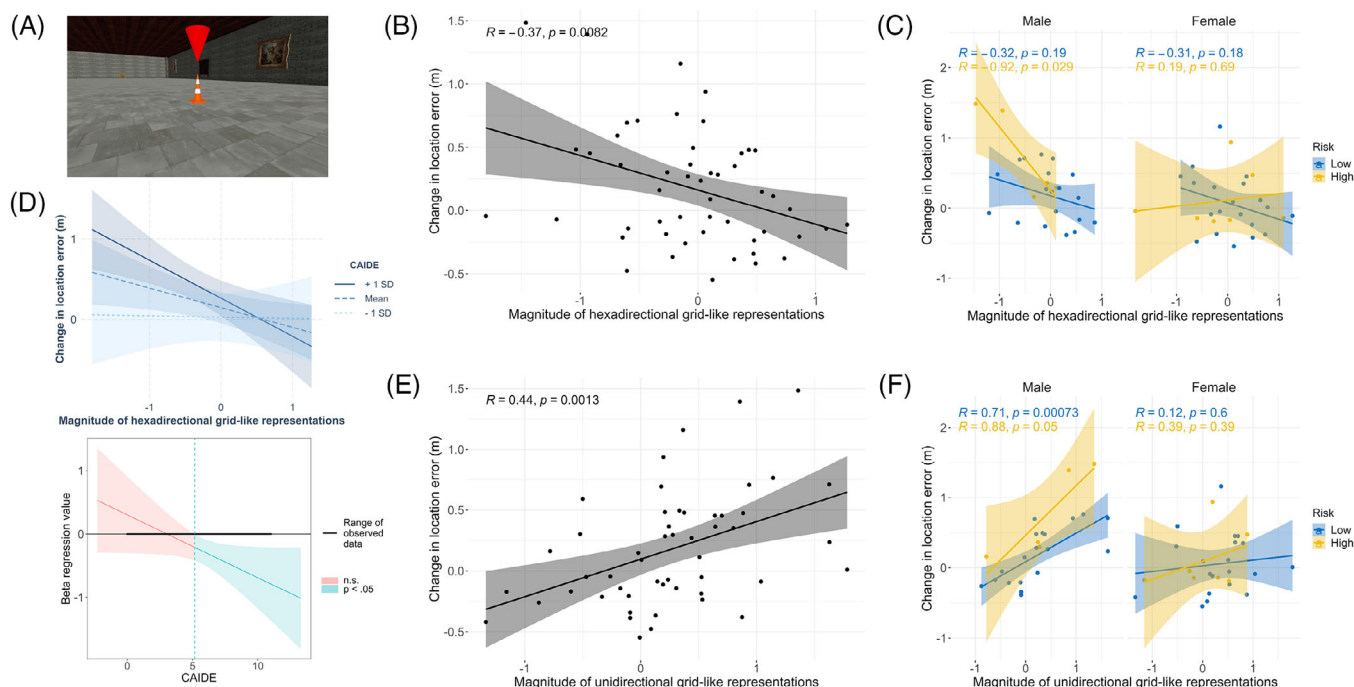 (A)
(B)
1.5
1.0
0.5
0.0
-0.5
R = −0.37, p = 0.0082
Change in location error (m)
-1
0
1
Magnitude of hexadirectional grid-like representations
(C)
Male
Female
R = −0.32, p = 0.19
R = −0.92, p = 0.029
R = −0.31, p = 0.18
R = 0.19, p = 0.69
2
1
0
-1
Change in location error (m)
-1
0
1
-1
0
1
Magnitude of hexadirectional grid-like representations
Risk
Low
High
(D)
1
0
Change in location error (m)
-1
0
1
Magnitude of hexadirectional grid-like representations
CAIDE
+ 1 SD
Mean
- 1 SD
1
0
-1
Beta regression value
0
5
10
CAIDE
Range of
observed
data
n.s.
p < .05
(E)
1.5
1.0
0.5
0.0
-0.5
R = 0.44, p = 0.0013
Change in location error (m)
-1
0
1
Magnitude of unidirectional grid-like representations
(F)
Male
Female
R = 0.71, p = 0.00073
R = 0.88, p = 0.05
R = 0.12, p = 0.6
R = 0.39, p = 0.39
2
1
0
-1
Change in location error (m)
-1
0
1
-1
0
1
Magnitude of unidirectional grid-like representations
Risk
Low
High